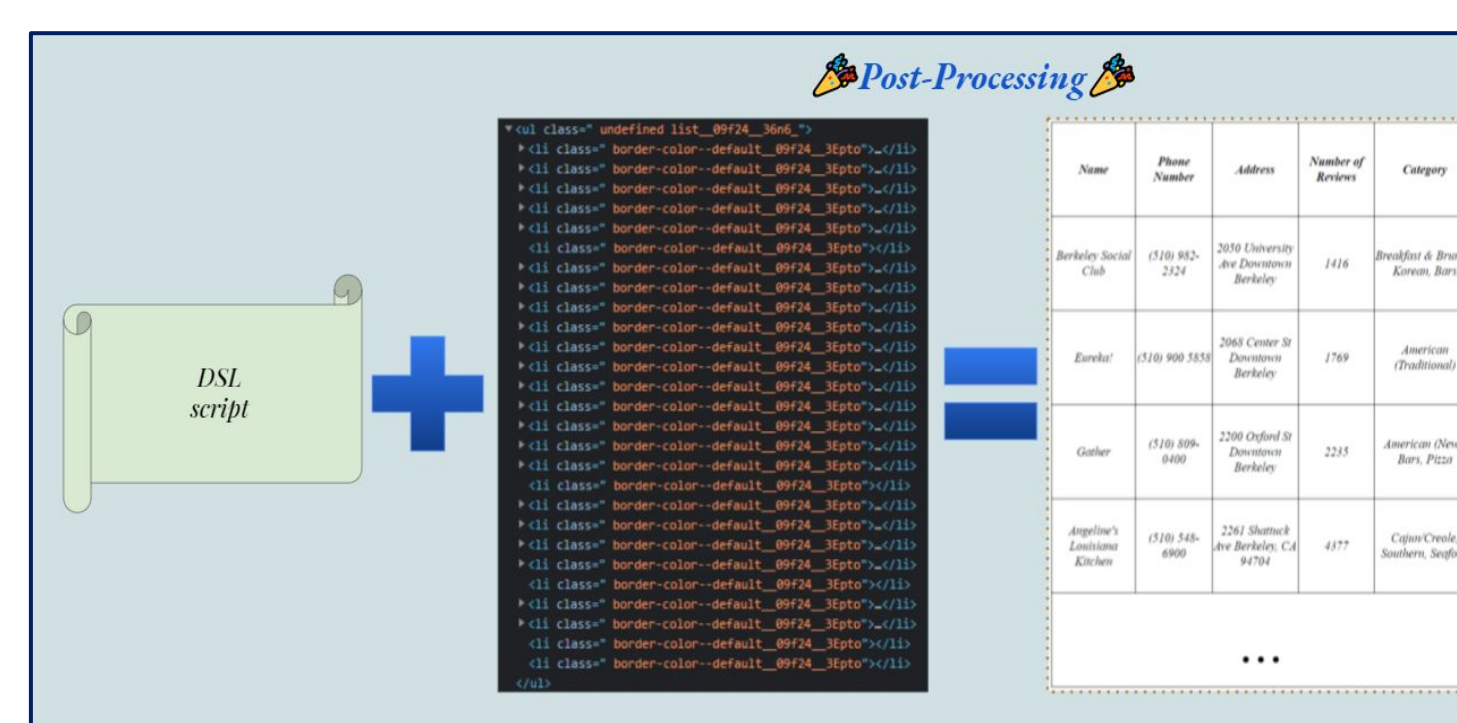 🎉Post-Processing🎉
DSL
script
▼<ul class=" undefined list__09f24__36n6_">
▶<li class=" border-color--default__09f24__3Epto">…</li>
▶<li class=" border-color--default__09f24__3Epto">…</li>
▶<li class=" border-color--default__09f24__3Epto">…</li>
▶<li class=" border-color--default__09f24__3Epto">…</li>
▶<li class=" border-color--default__09f24__3Epto">…</li>
<li class=" border-color--default__09f24__3Epto"></li>
▶<li class=" border-color--default__09f24__3Epto">…</li>
▶<li class=" border-color--default__09f24__3Epto">…</li>
▶<li class=" border-color--default__09f24__3Epto">…</li>
▶<li class=" border-color--default__09f24__3Epto">…</li>
▶<li class=" border-color--default__09f24__3Epto">…</li>
▶<li class=" border-color--default__09f24__3Epto">…</li>
▶<li class=" border-color--default__09f24__3Epto">…</li>
▶<li class=" border-color--default__09f24__3Epto">…</li>
▶<li class=" border-color--default__09f24__3Epto">…</li>
▶<li class=" border-color--default__09f24__3Epto">…</li>
▶<li class=" border-color--default__09f24__3Epto">…</li>
<li class=" border-color--default__09f24__3Epto"></li>
▶<li class=" border-color--default__09f24__3Epto">…</li>
▶<li class=" border-color--default__09f24__3Epto">…</li>
▶<li class=" border-color--default__09f24__3Epto">…</li>
▶<li class=" border-color--default__09f24__3Epto">…</li>
<li class=" border-color--default__09f24__3Epto"></li>
▶<li class=" border-color--default__09f24__3Epto">…</li>
▶<li class=" border-color--default__09f24__3Epto">…</li>
<li class=" border-color--default__09f24__3Epto"></li>
<li class=" border-color--default__09f24__3Epto"></li>
</ul>
Name
Phone
Number
Address
Number of
Reviews
Category
Berkeley Social
Club
(510) 982-
2324
2050 University
Ave Downtown
Berkeley
1416
Breakfast &
Korean, Bars
Eureka!
(510) 900 5858
2068 Center St
Downtown
Berkeley
1769
American
(Traditional)
Gather
(510) 809-
0400
2200 Oxford St
Downtown
Berkeley
2235
American (New
Bars, Pizza
Angeline's
Louisiana
Kitchen
(510) 548-
6900
2261 Shattuck
Ave Berkeley, CA
94704
4377
Cajun/Creole,
Southern,
...